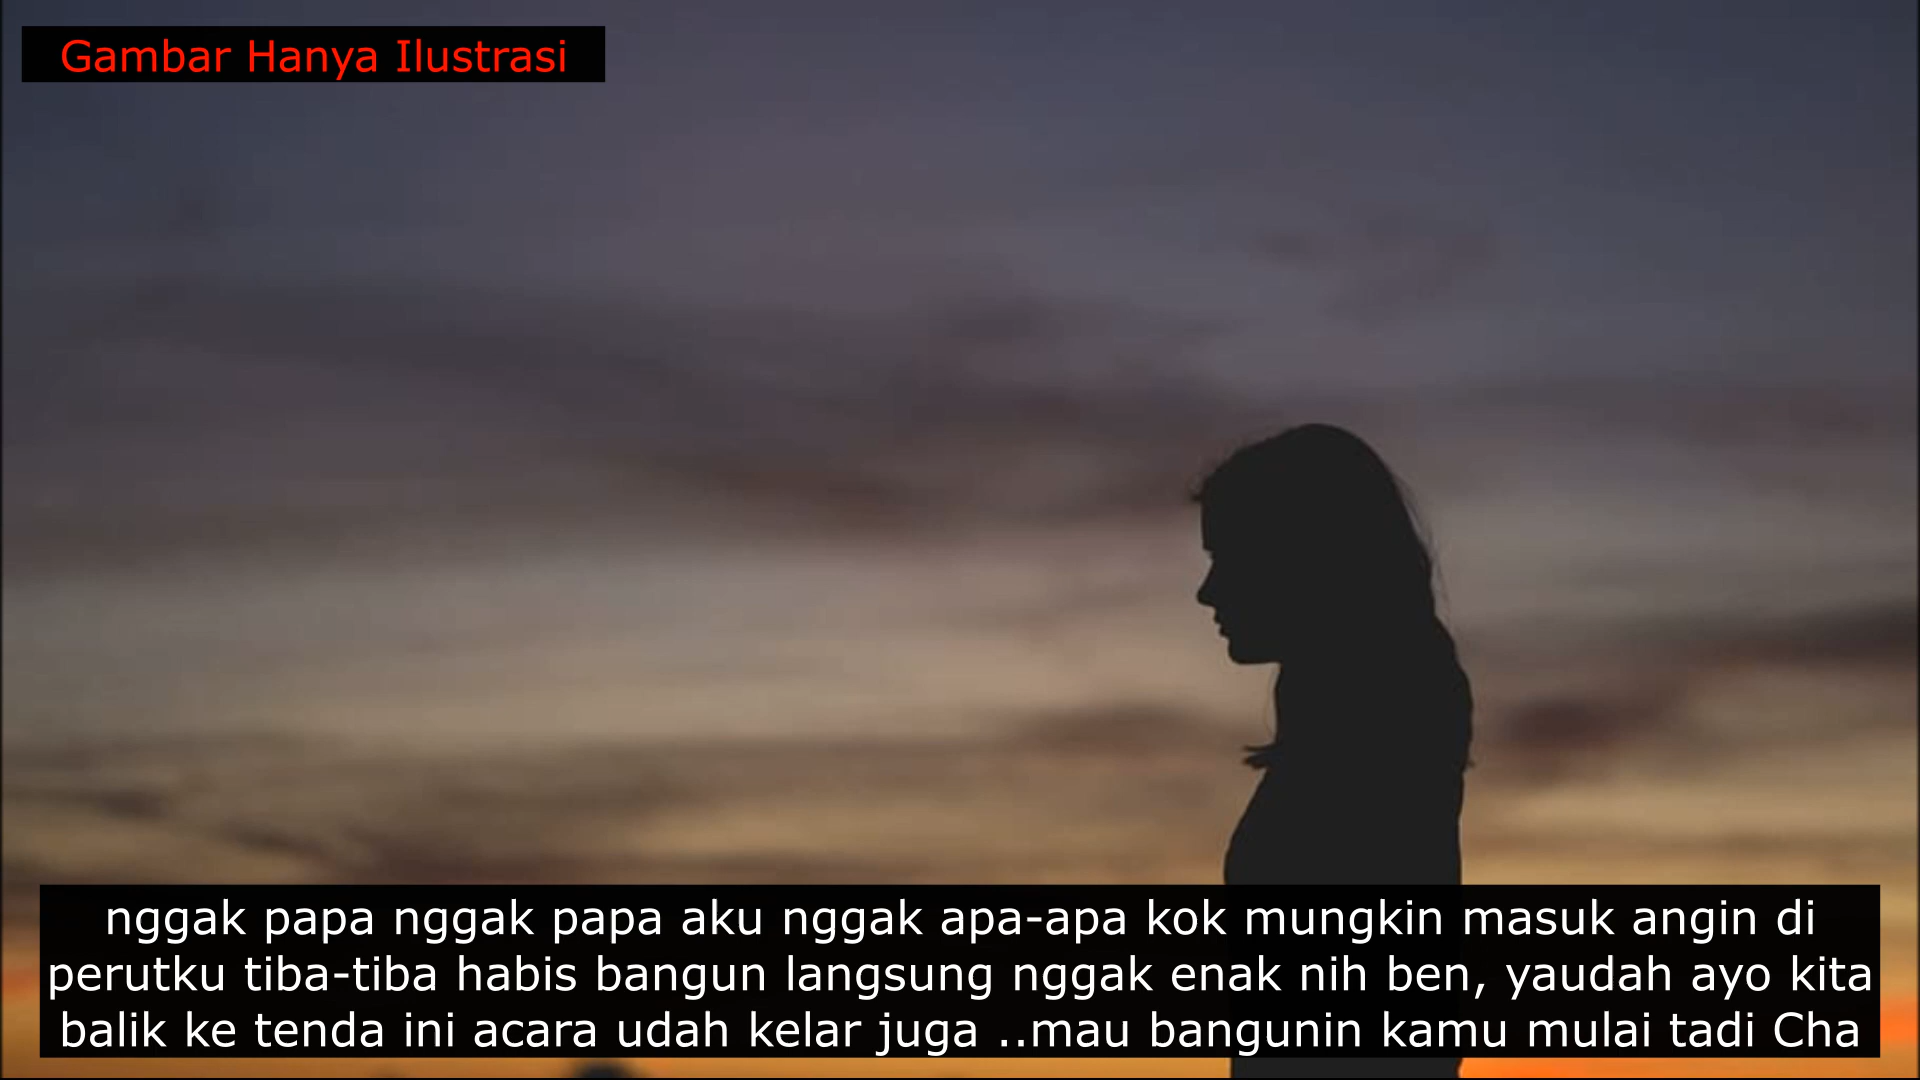 Gambar Hanya Ilustrasi
nggak papa nggak papa aku nggak apa-apa kok mungkin masuk angin di
perutku tiba-tiba habis bangun langsung nggak enak nih ben, yaudah ayo kita
balik ke tenda ini acara udah kelar juga ..mau bangunin kamu mulai tadi Cha